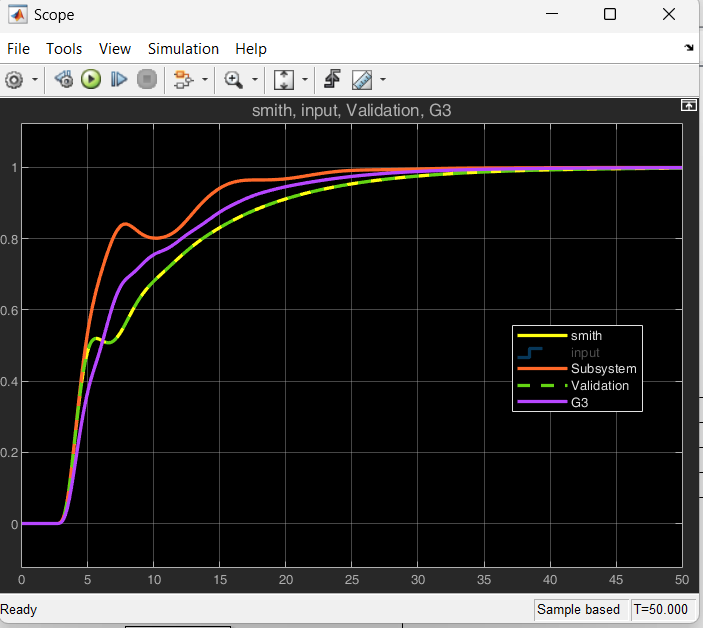 Scope
File Tools View Simulation Help
smith, input, Validation, G3
1
0.8
0.6
0.4
0.2
0
smith
input
Subsystem
Validation
G3
0 5 10 15 20 25 30 35 40 45 50
Ready Sample based T=50.000